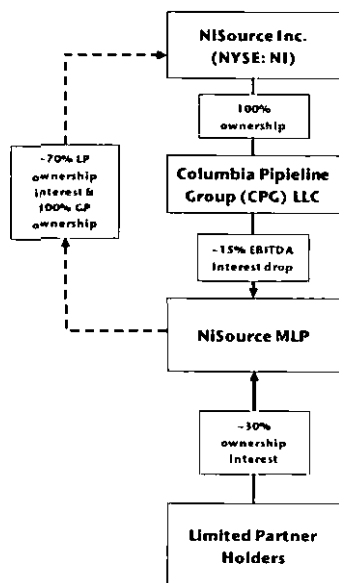 NiSource Inc.
(NYSE: NI)
100%
ownership
~70% LP
ownership
interest &
100% GP
ownership
Columbia Pipieline
Group (CPG) LLC
~15% EBITDA
Interest drop
NiSource MLP
~30%
ownership
Interest
Limited Partner
Holders